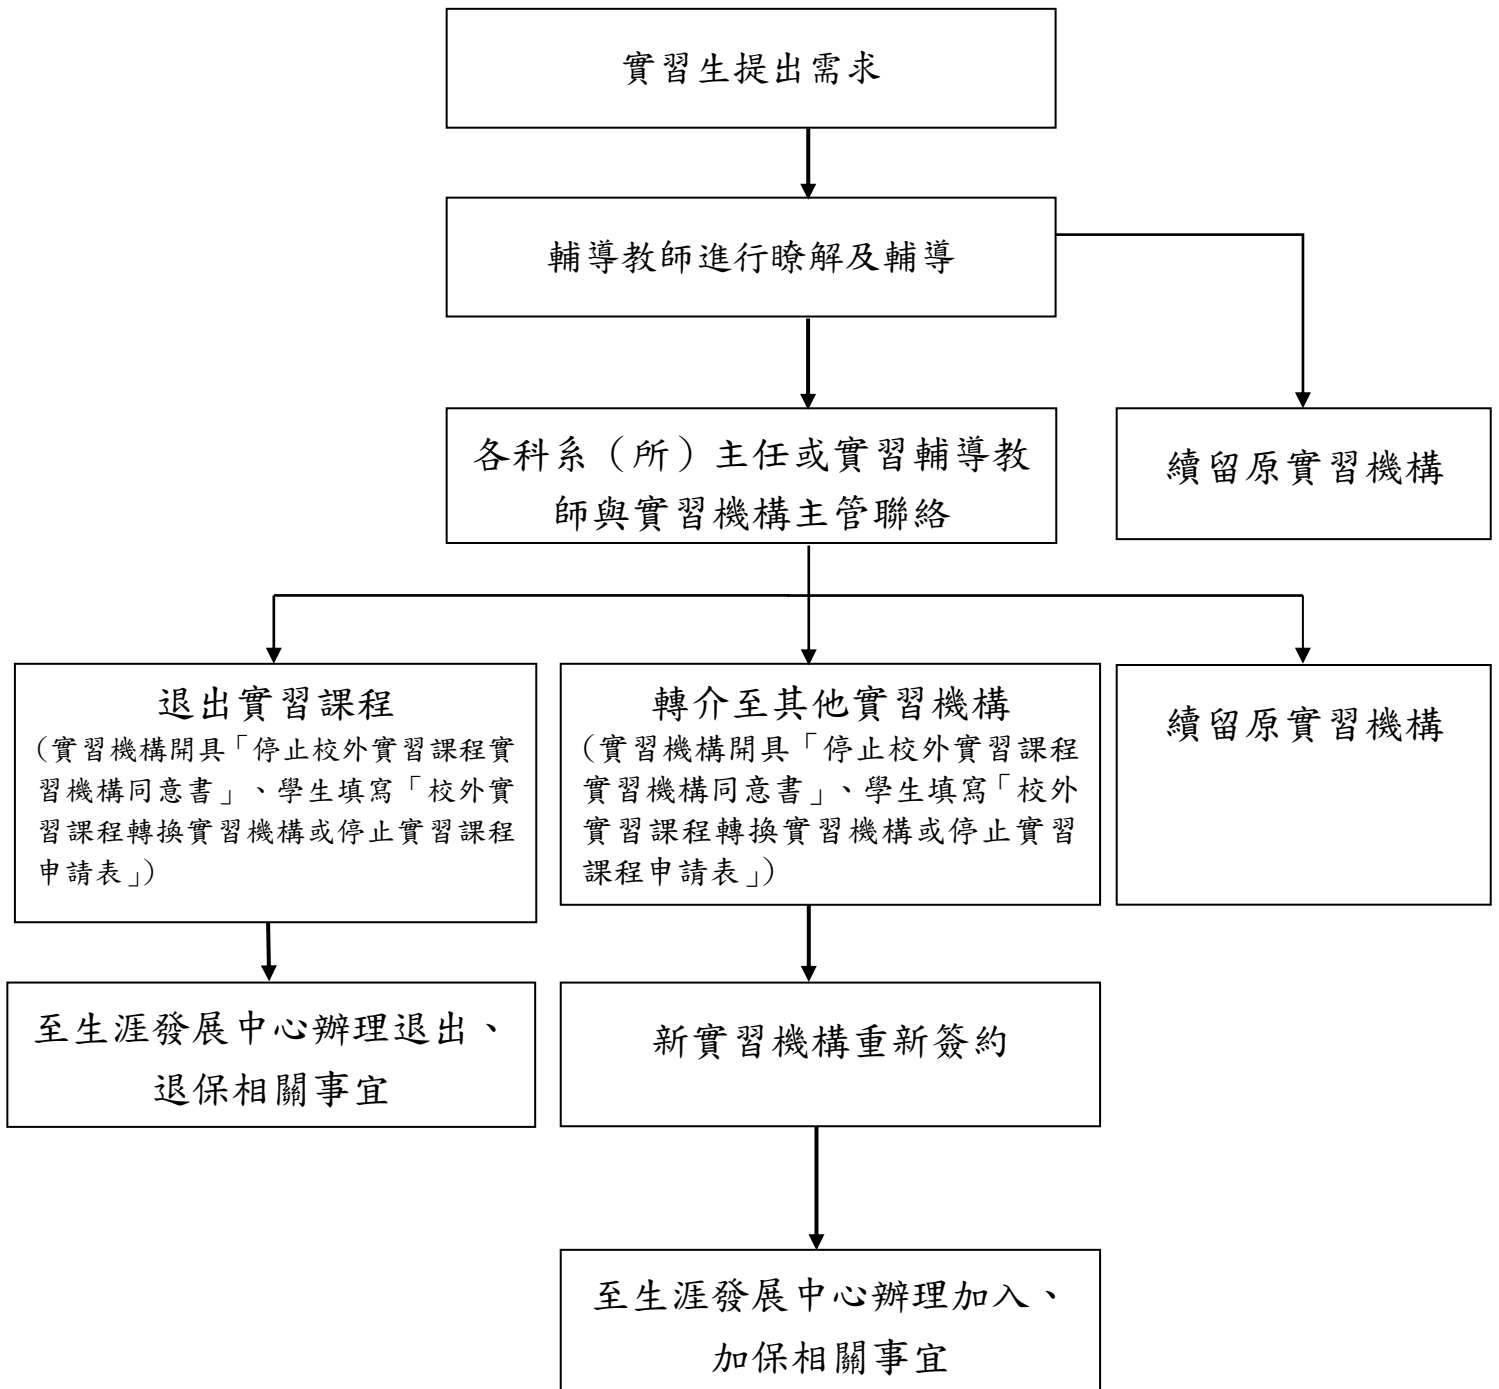 實習生提出需求
輔導教師進行瞭解及輔導
各科系（所）主任或實習輔導教
師與實習機構主管聯絡
續留原實習機構
退出實習課程
（實習機構開具「停止校外實習課程實
習機構同意書」、學生填寫「校外實
習課程轉換實習機構或停止實習課程
申請表」）
轉介至其他實習機構
（實習機構開具「停止校外實習課程
實習機構同意書」、學生填寫「校外
實習課程轉換實習機構或停止實習
課程申請表」）
續留原實習機構
至生涯發展中心辦理退出、
退保相關事宜
新實習機構重新簽約
至生涯發展中心辦理加入、
加保相關事宜